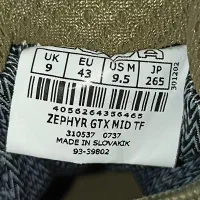 UK EU US M JP
9 43 9.5 265
301202
4056264356465
ZEPHYR GTX MID TF
310537 0737
MADE IN SLOVAKIA
93-39802